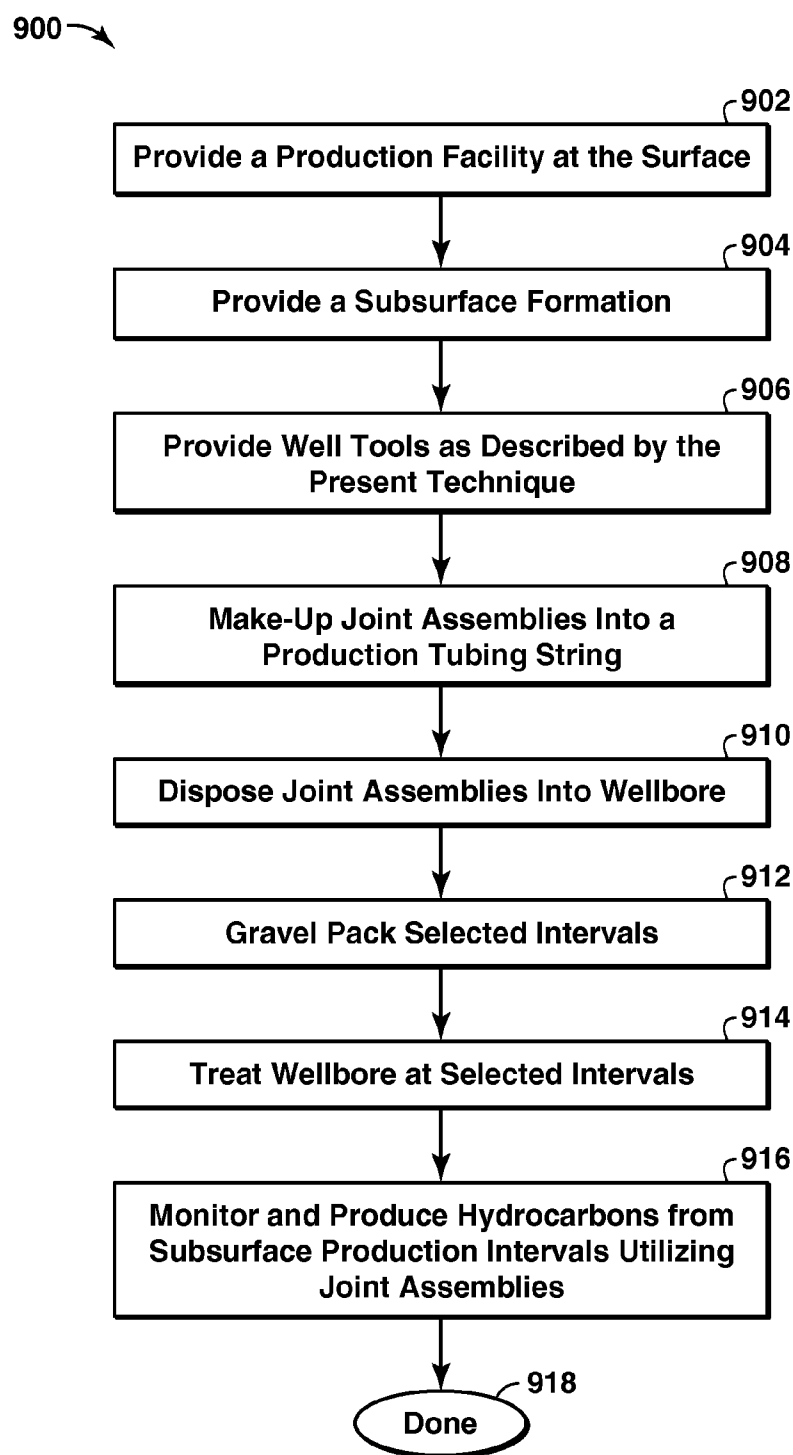 900
902
Provide a Production Facility at the Surface
904
Provide a Subsurface Formation
906
Provide Well Tools as Described by the
Present Technique
908
Make-Up Joint Assemblies Into a
Production Tubing String
910
Dispose Joint Assemblies Into Wellbore
912
Gravel Pack Selected Intervals
914
Treat Wellbore at Selected Intervals
916
Monitor and Produce Hydrocarbons from
Subsurface Production Intervals Utilizing
Joint Assemblies
918
Done